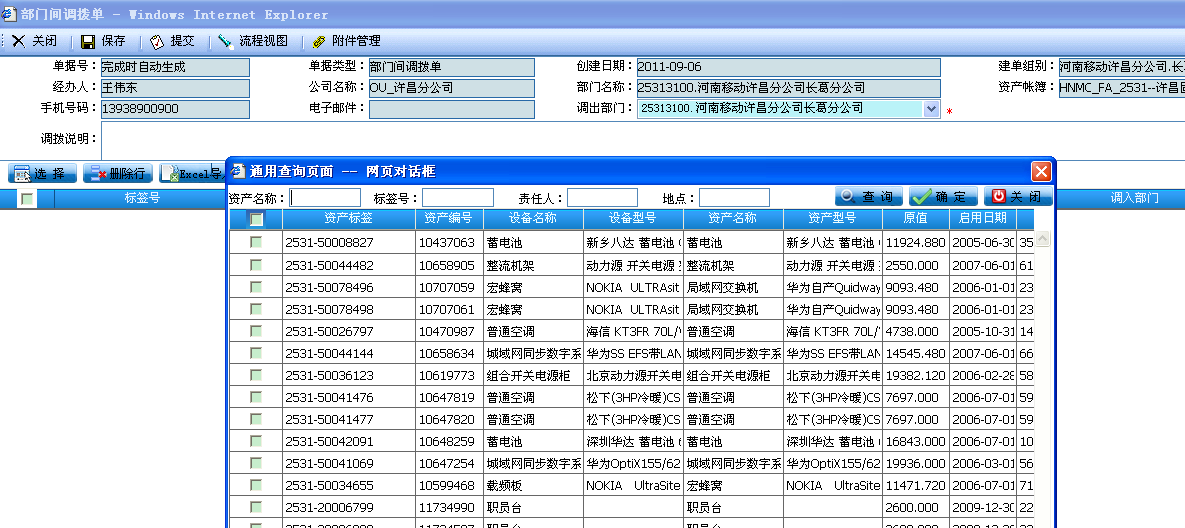 部门间调拨单 - Windows Internet Explorer
关闭 保存 提交 流程视图 附件管理
单据号：完成时自动生成 单据类型：部门间调拨单 创建日期：2011-09-06 建单组别：河南移动许昌分公司.长
经办人：王伟东 公司名称：OU_许昌分公司 部门名称：25313100.河南移动许昌分公司长葛分公司 资产帐簿：HNMC_FA_2531--许昌
手机号码：13938900900 电子邮件： 调出部门：25313100.河南移动许昌分公司长葛分公司 *
调拨说明：
选 择 删除行 Excel导
标签号 调入部门
通用查询页面 -- 网页对话框
资产名称： 标签号： 责任人： 地点： 查 询 确 定 关 闭
资产标签 资产编号 设备名称 设备型号 资产名称 资产型号 原值 启用日期
2531-50008827 10437063 蓄电池 新乡八达 蓄电池 蓄电池 新乡八达 蓄电池 11924.880 2005-06-30 35
2531-50044482 10658905 整流机架 动力源 开关电源 整流机架 动力源 开关电源 2550.000 2007-06-01 61
2531-50078496 10707059 宏蜂窝 NOKIA ULTRAsit 局域网交换机 华为自产Quidway 9093.480 2006-01-01 23
2531-50078498 10707061 宏蜂窝 NOKIA ULTRAsit 局域网交换机 华为自产Quidway 9093.480 2006-01-01 23
2531-50026797 10470987 普通空调 海信 KT3FR 70L/ 普通空调 海信 KT3FR 70L/ 4738.000 2005-10-31 14
2531-50044144 10658634 城域网同步数字系 华为SS EFS带LAN 城域网同步数字系 华为SS EFS带LAN 14545.480 2007-06-01 66
2531-50036123 10619773 组合开关电源柜 北京动力源开关电 组合开关电源柜 北京动力源开关电 19382.120 2006-02-28 58
2531-50041476 10647819 普通空调 松下(3HP冷暖)CS 普通空调 松下(3HP冷暖)CS 7697.000 2006-07-01 59
2531-50041477 10647820 普通空调 松下(3HP冷暖)CS 普通空调 松下(3HP冷暖)CS 7697.000 2006-07-01 59
2531-50042091 10648259 蓄电池 深圳华达 蓄电池 蓄电池 深圳华达 蓄电池 16843.000 2006-07-01 10
2531-50041069 10647254 城域网同步数字系 华为OptiX155/62 城域网同步数字系 华为OptiX155/62 19936.000 2006-03-01 56
2531-50034655 10599468 载频板 NOKIA UltraSite 宏蜂窝 NOKIA UltraSite 11471.720 2006-07-01 71
2531-20006799 11734990 职员台 职员台 2600.000 2009-12-30 22